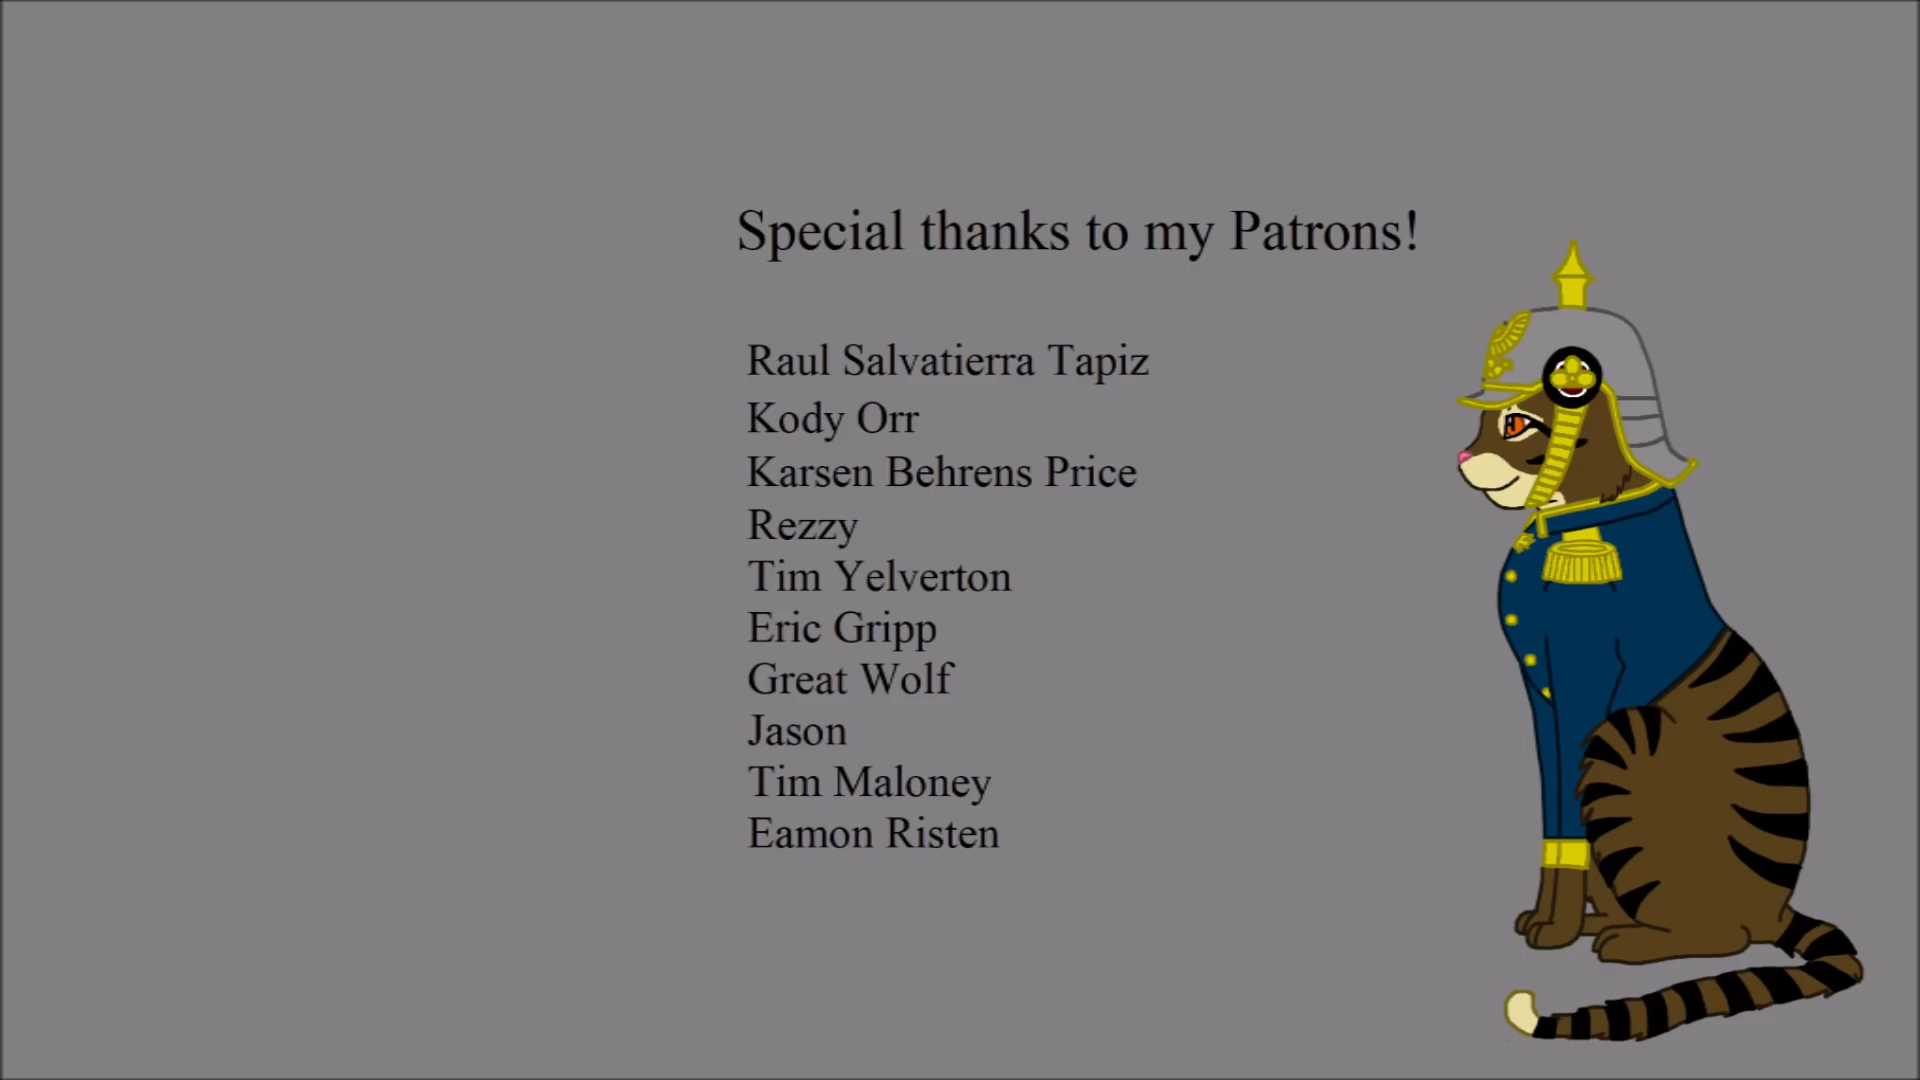 Special thanks to my Patrons!
Raul Salvatierra Tapiz
Kody Orr
Karsen Behrens Price
Rezzy
Tim Yelverton
Eric Gripp
Great Wolf
Jason
Tim Maloney
Eamon Risten